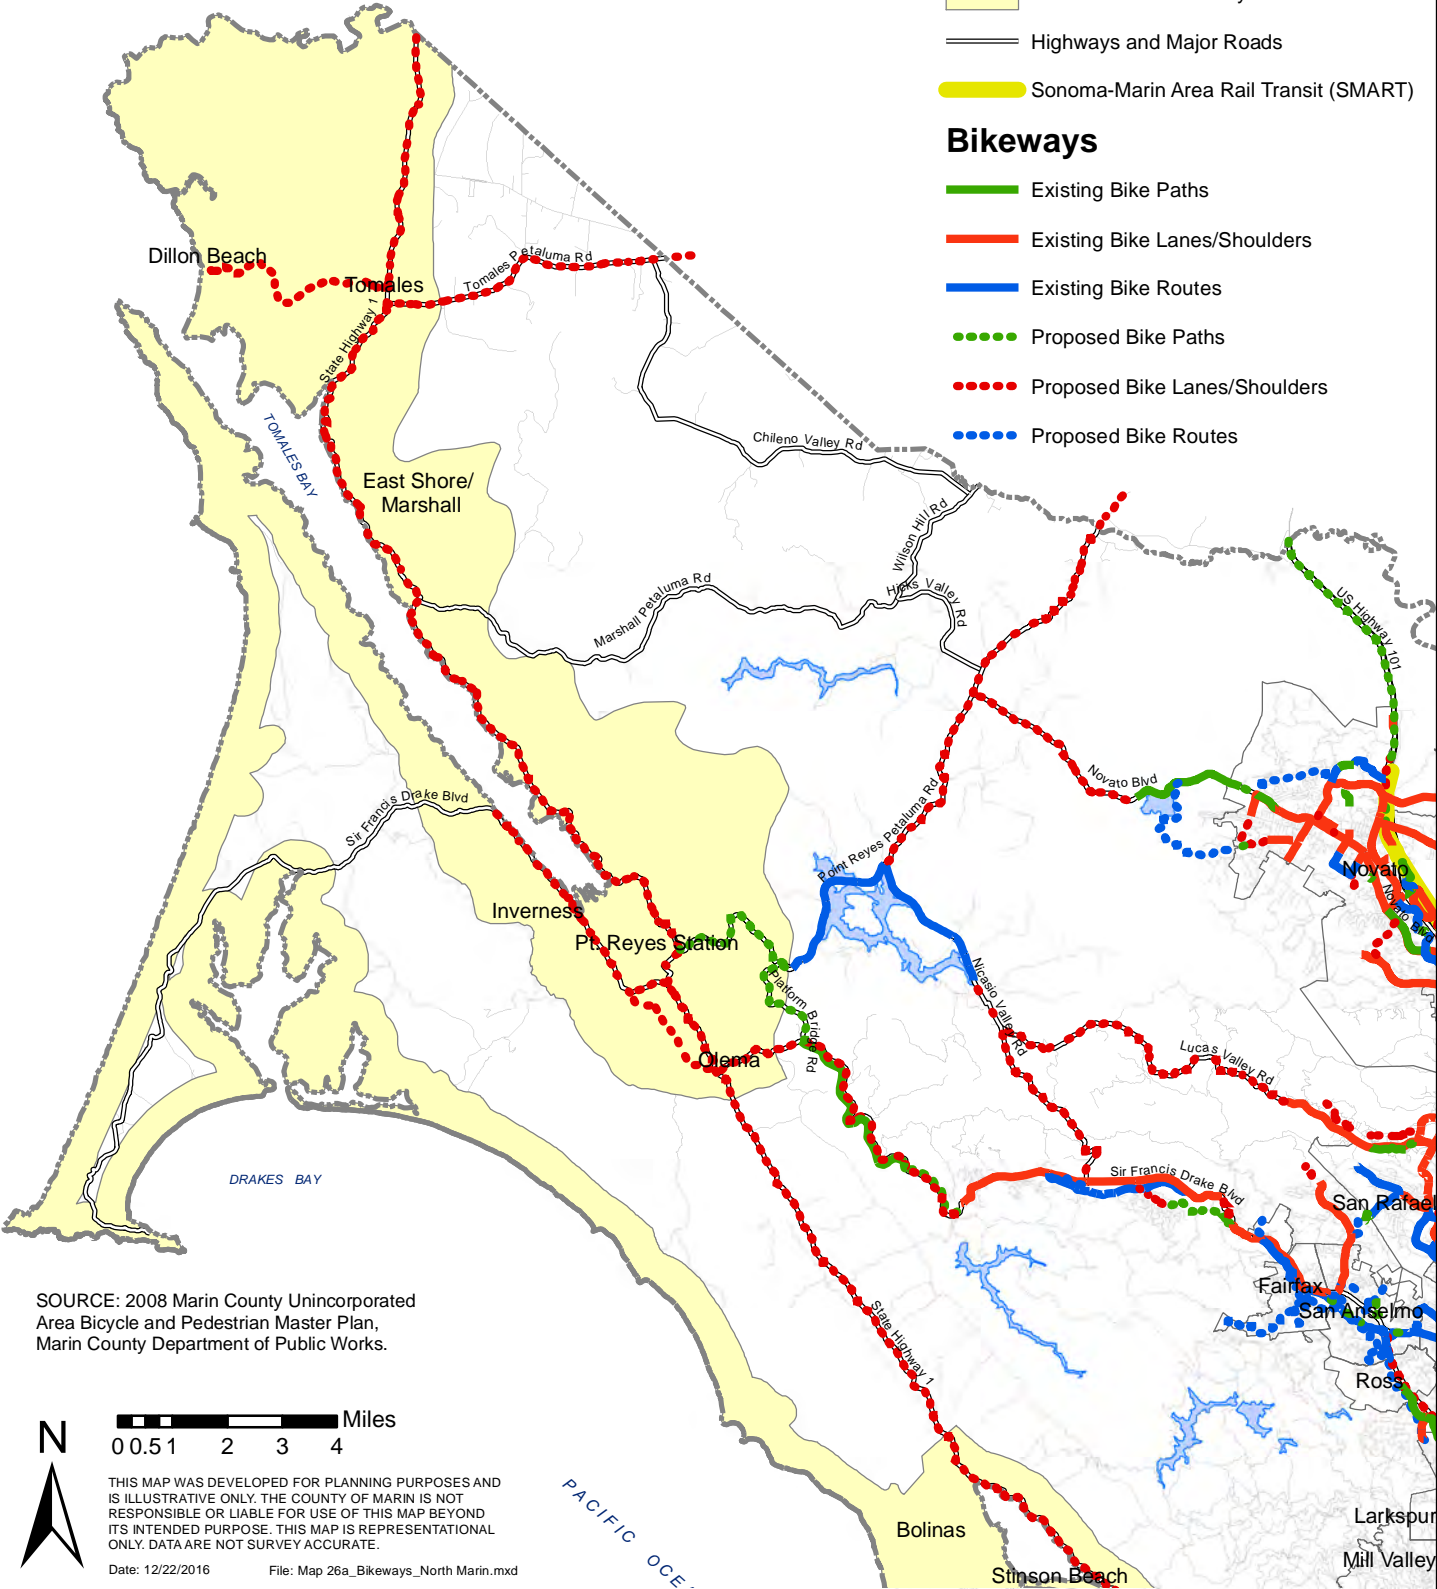 Highways and Major Roads
Sonoma-Marin Area Rail Transit (SMART)
Bikeways
Existing Bike Paths
Existing Bike Lanes/Shoulders
Existing Bike Routes
Proposed Bike Paths
Proposed Bike Lanes/Shoulders
Proposed Bike Routes
Dillon Beach
Tomales
Tomales Petaluma Rd
State Highway 1
TOMALES BAY
East Shore/
Marshall
Chileno Valley Rd
Wilson Hill Rd
Hicks Valley Rd
Marshall Petaluma Rd
US Highway 101
Novato Blvd
Sir Francis Drake Blvd
Point Reyes Petaluma Rd
Novato
Novato Blvd
Inverness
Pt. Reyes Station
Platform Bridge Rd
Nicasio Valley Rd
Olema
Lucas Valley Rd
DRAKES BAY
Sir Francis Drake Blvd
San Rafael
Fairfax
San Anselmo
State Highway 1
Ross
SOURCE: 2008 Marin County Unincorporated
Area Bicycle and Pedestrian Master Plan,
Marin County Department of Public Works.
N
Miles
0 0.5 1 2 3 4
THIS MAP WAS DEVELOPED FOR PLANNING PURPOSES AND
IS ILLUSTRATIVE ONLY. THE COUNTY OF MARIN IS NOT
RESPONSIBLE OR LIABLE FOR USE OF THIS MAP BEYOND
ITS INTENDED PURPOSE. THIS MAP IS REPRESENTATIONAL
ONLY. DATA ARE NOT SURVEY ACCURATE.
Date: 12/22/2016 File: Map 26a_Bikeways_North Marin.mxd
PACIFIC
Larkspur
Bolinas
Mill Valley
Stinson Beach